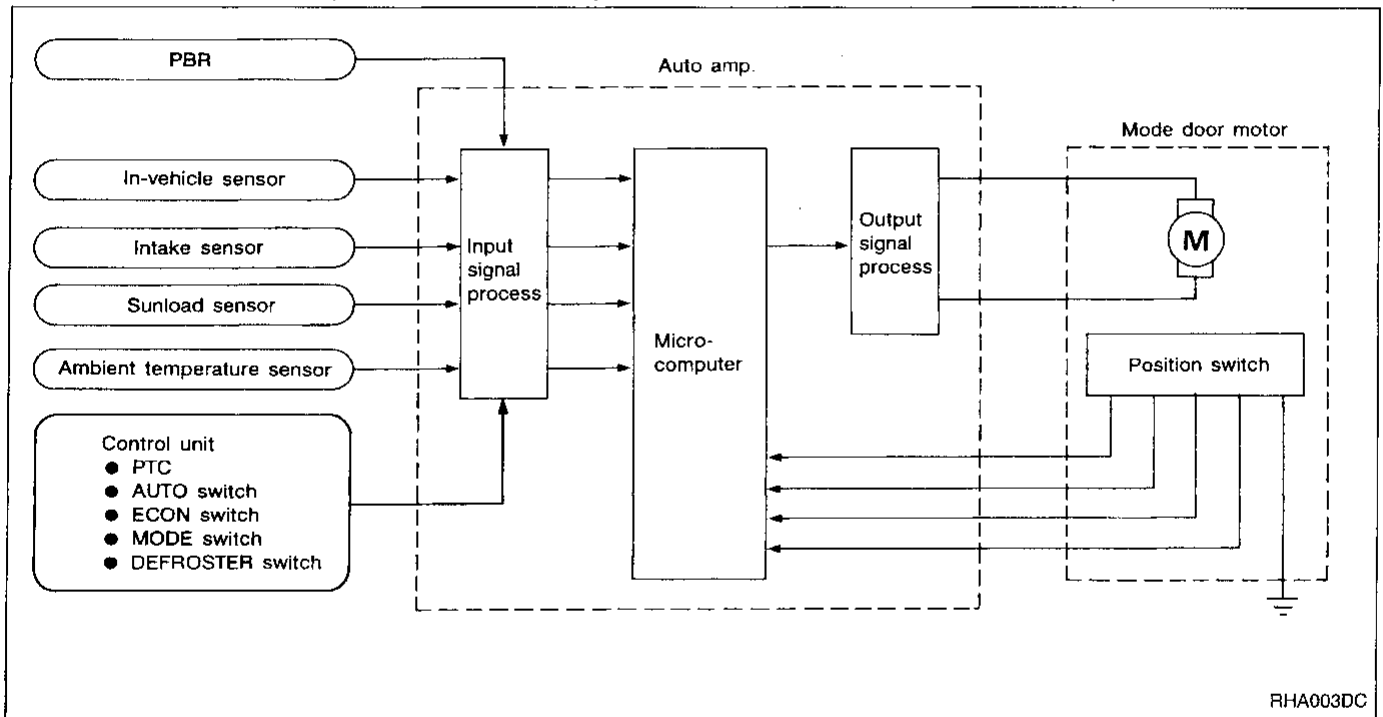 PBR
Auto amp.
Mode door motor
In-vehicle sensor
Intake sensor
Sunload sensor
Ambient temperature sensor
Input
signal
process
Micro-
computer
Output
signal
process
M
Position switch
Control unit
● PTC
● AUTO switch
● ECON switch
● MODE switch
● DEFROSTER switch
RHA003DC